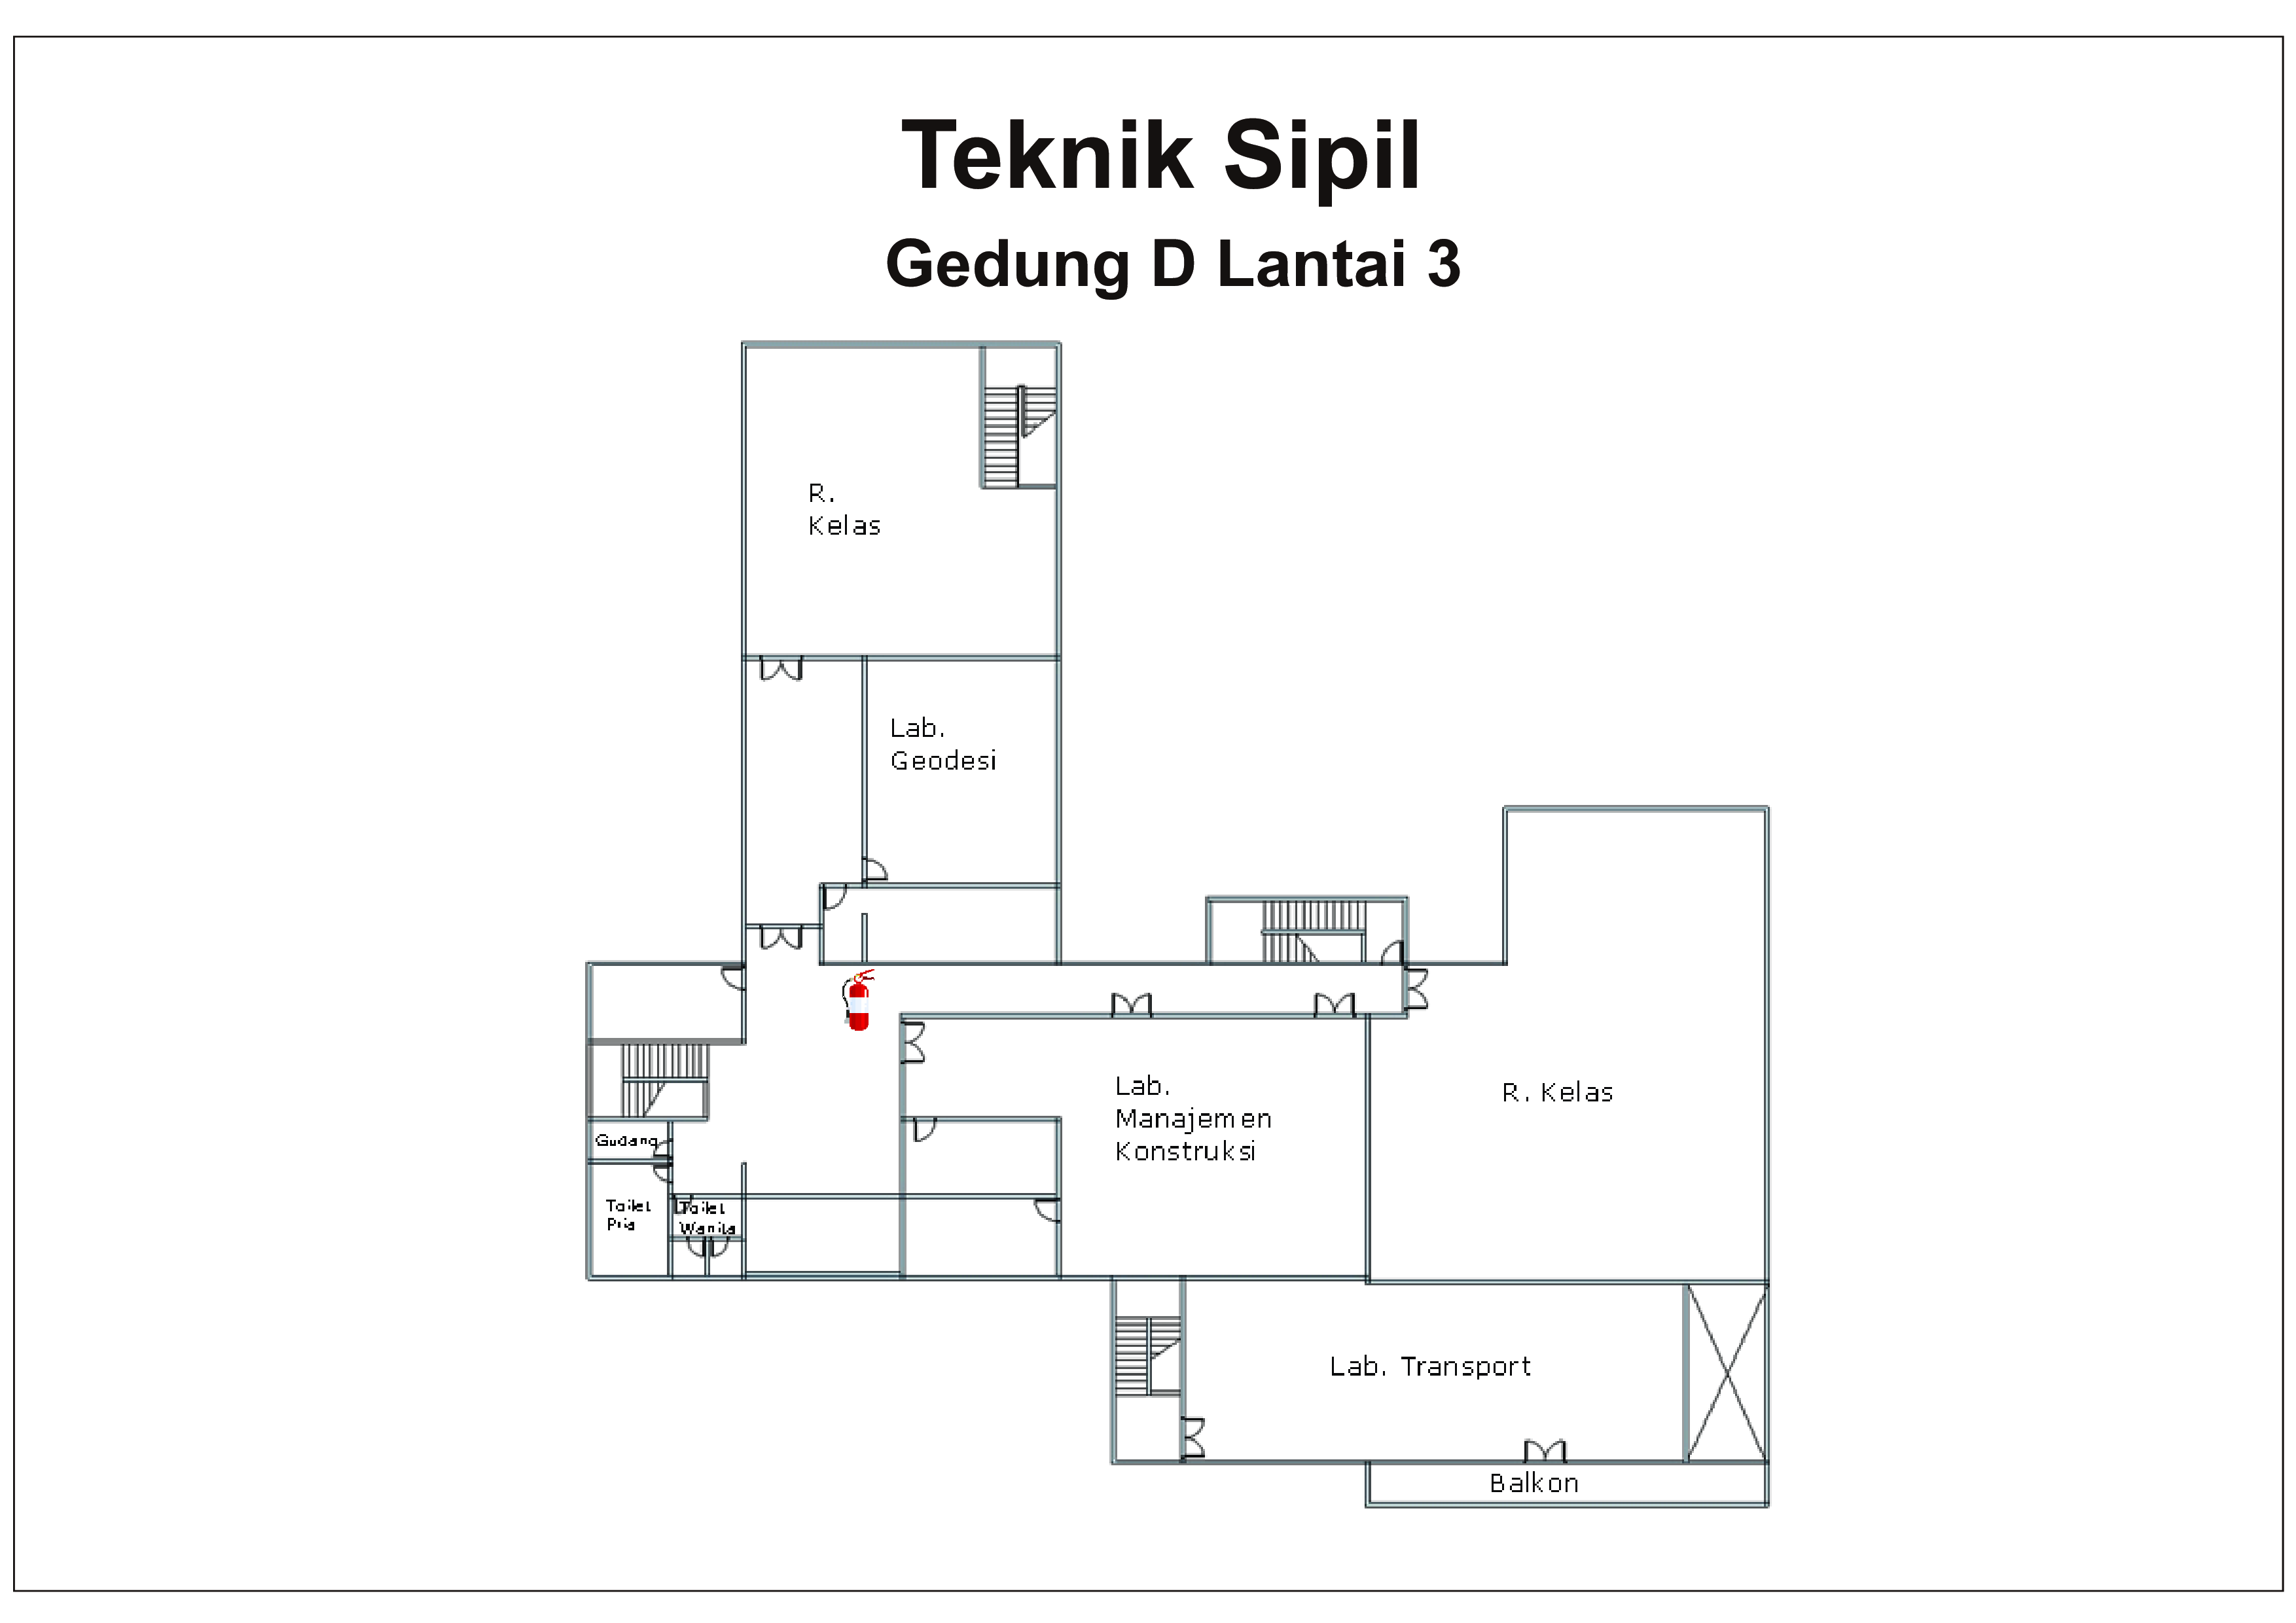 Teknik Sipil
Gedung D Lantai 3
R.
Kelas
Lab.
Geodesi
Lab.
Manajemen
Konstruksi
R. Kelas
Gudang
Toilet
Pria
Toilet
Wanita
Lab. Transport
Balkon